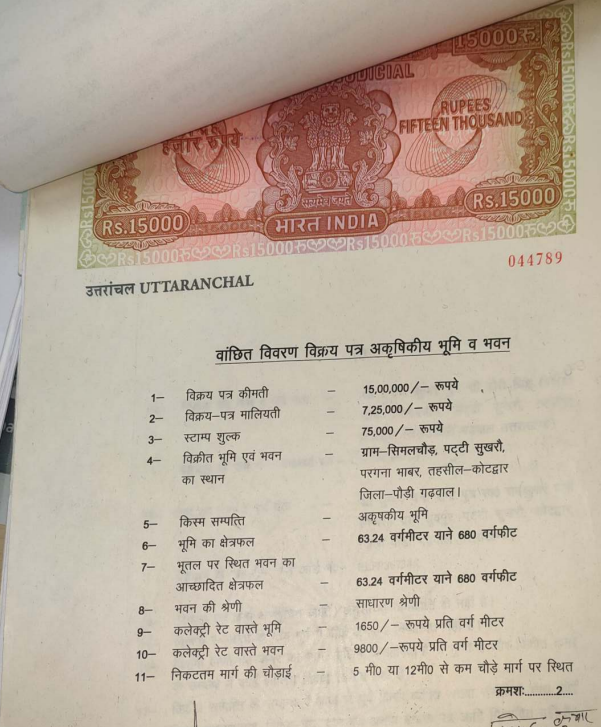 15000रु.
JUDICIAL
RUPEES
FIFTEEN THOUSAND
हजार रुपये
सत्यमेव जयते
Rs.15000
भारत INDIA
Rs.15000
044789
उत्तरांचल UTTARANCHAL
वांछित विवरण विक्रय पत्र अकृषिकीय भूमि व भवन
1– विक्रय पत्र कीमती – 15,00,000/– रूपये
2– विक्रय–पत्र मालियती – 7,25,000/– रूपये
3– स्टाम्प शुल्क – 75,000/– रूपये
4– विक्रीत भूमि एवं भवन – ग्राम–सिमलचौड़, पट्टी सुखरौ,
का स्थान परगना भाबर, तहसील–कोटद्वार
जिला–पौड़ी गढ़वाल।
5– किस्म सम्पत्ति – अकृषकीय भूमि
6– भूमि का क्षेत्रफल – 63.24 वर्गमीटर याने 680 वर्गफीट
7– भूतल पर स्थित भवन का
आच्छादित क्षेत्रफल – 63.24 वर्गमीटर याने 680 वर्गफीट
8– भवन की श्रेणी – साधारण श्रेणी
9– कलेक्ट्री रेट वास्ते भूमि – 1650/– रूपये प्रति वर्ग मीटर
10– कलेक्ट्री रेट वास्ते भवन – 9800/–रूपये प्रति वर्ग मीटर
11– निकटतम मार्ग की चौड़ाई – 5 मी0 या 12मी0 से कम चौड़े मार्ग पर स्थित
क्रमशः............2....